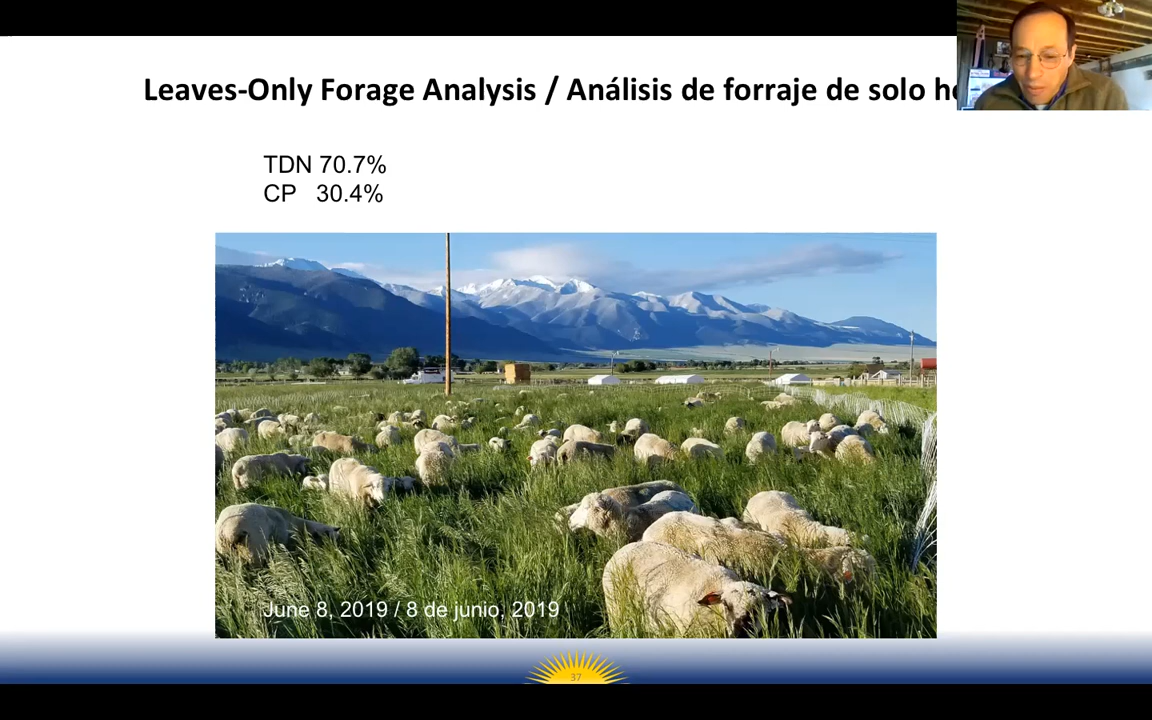 Leaves-Only Forage Analysis / Análisis de forraje de solo
TDN 70.7%
CP 30.4%
June 8, 2019 / 8 de junio, 2019
37